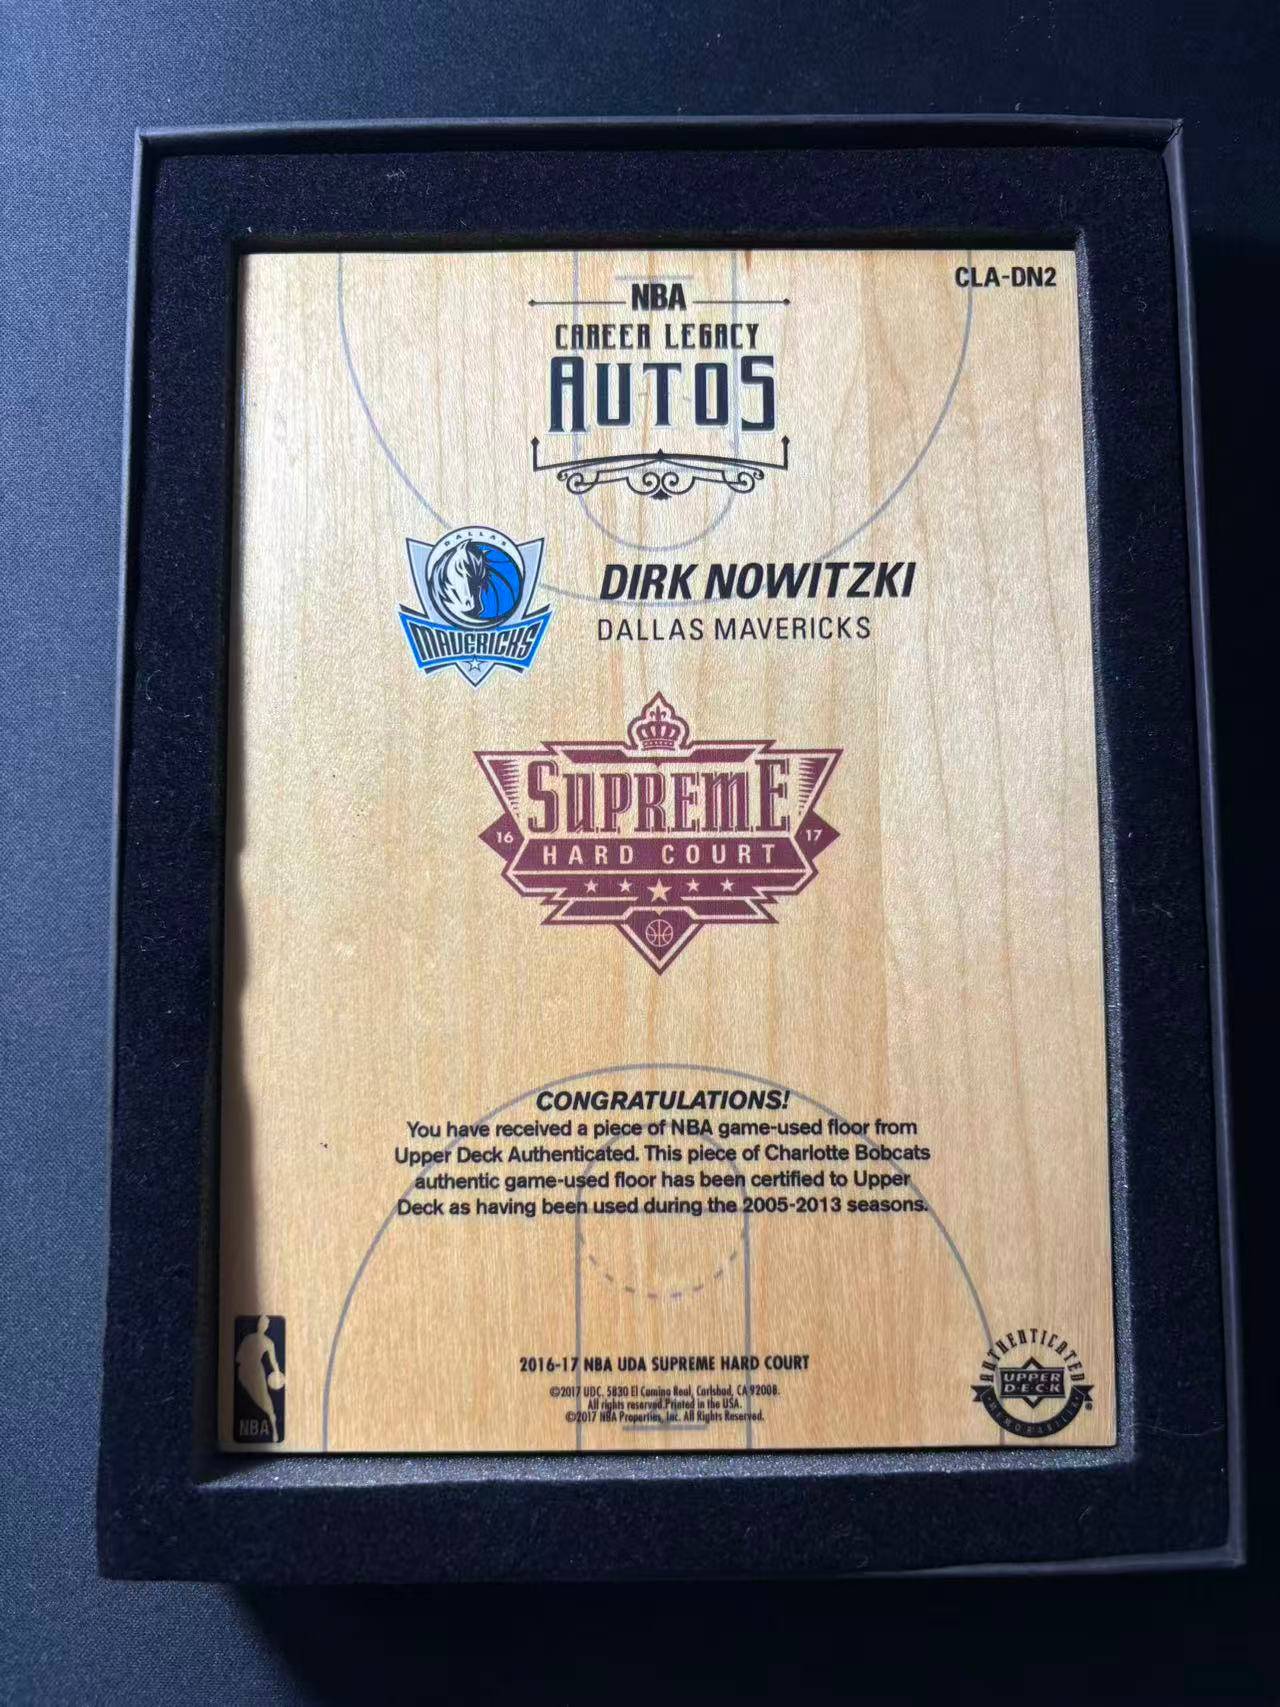 CLA-DN2
NBA
CAREER LEGACY
AUTOS
DALLAS
MAVERICKS
DIRK NOWITZKI
DALLAS MAVERICKS
SUPREME
16 HARD COURT 17
CONGRATULATIONS!
You have received a piece of NBA game-used floor from
Upper Deck Authenticated. This piece of Charlotte Bobcats
authentic game-used floor has been certified to Upper
Deck as having been used during the 2005-2013 seasons.
2016-17 NBA UDA SUPREME HARD COURT
©2017 UDC. 5830 El Camino Real, Carlsbad, CA 92008.
All rights reserved.Printed in the USA.
©2017 NBA Properties, Inc. All Rights Reserved.
NBA
AUTHENTICATED
UPPER
DECK
MEMORABILIA